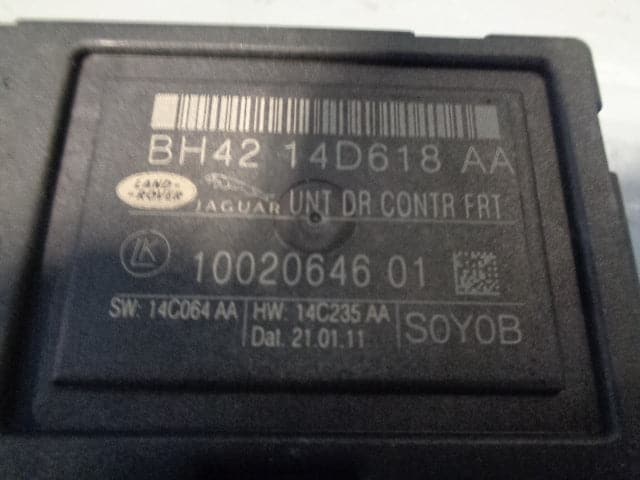 BH42 14D618 AA
LAND-
-ROVER
JAGUAR UNT DR CONTR FRT
LK 10020646 01
SW: 14C064 AA HW: 14C235 AA
Dat. 21.01.11
S0Y0B